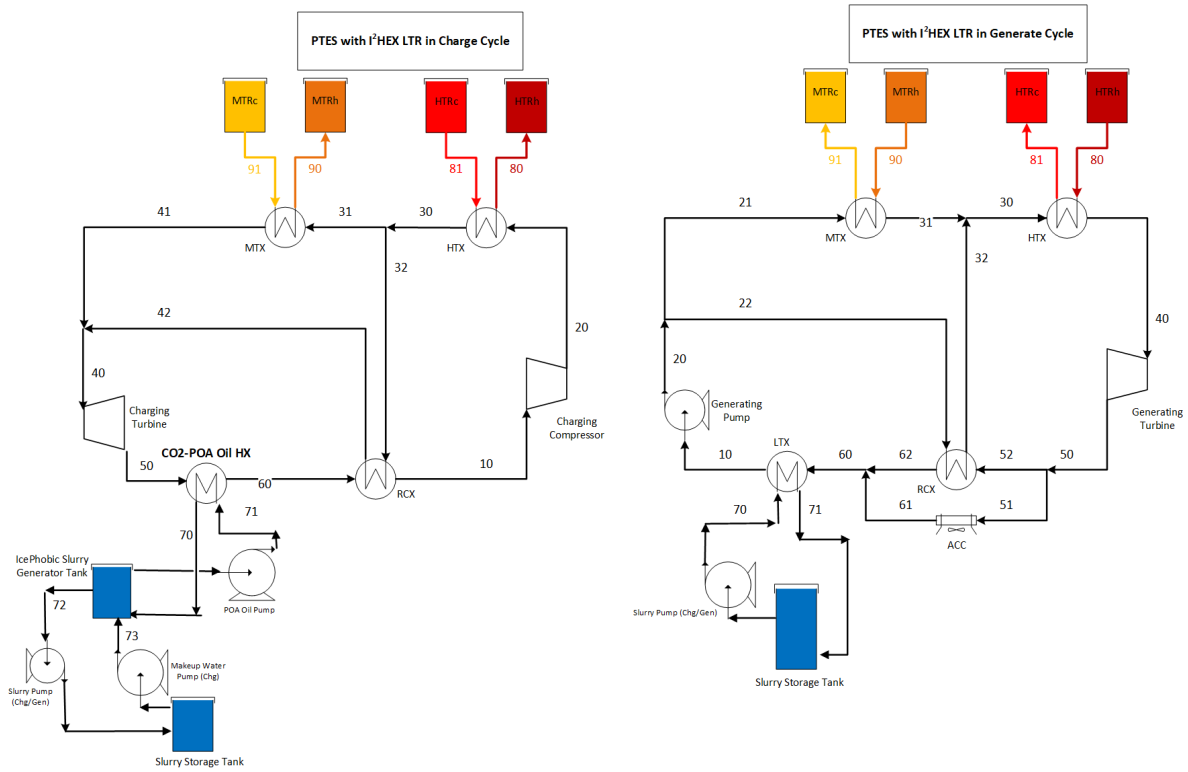 PTES with I²HEX LTR in Charge Cycle
MTRc
MTRh
HTRc
HTRh
91
90
81
80
41
31
30
MTX
HTX
32
42
20
40
Charging
Turbine
Charging
Compressor
CO2-POA Oil HX
50
60
10
RCX
71
70
IcePhobic Slurry
Generator Tank
72
POA Oil Pump
73
Makeup Water
Pump (Chg)
Slurry Pump
(Chg/Gen)
Slurry Storage Tank
PTES with I²HEX LTR in Generate Cycle
MTRc
MTRh
HTRc
HTRh
91
90
81
80
21
31
30
MTX
HTX
32
22
40
20
Generating
Pump
Generating
Turbine
LTX
10
60
62
52
50
RCX
61
51
ACC
70
71
Slurry Pump (Chg/Gen)
Slurry Storage Tank